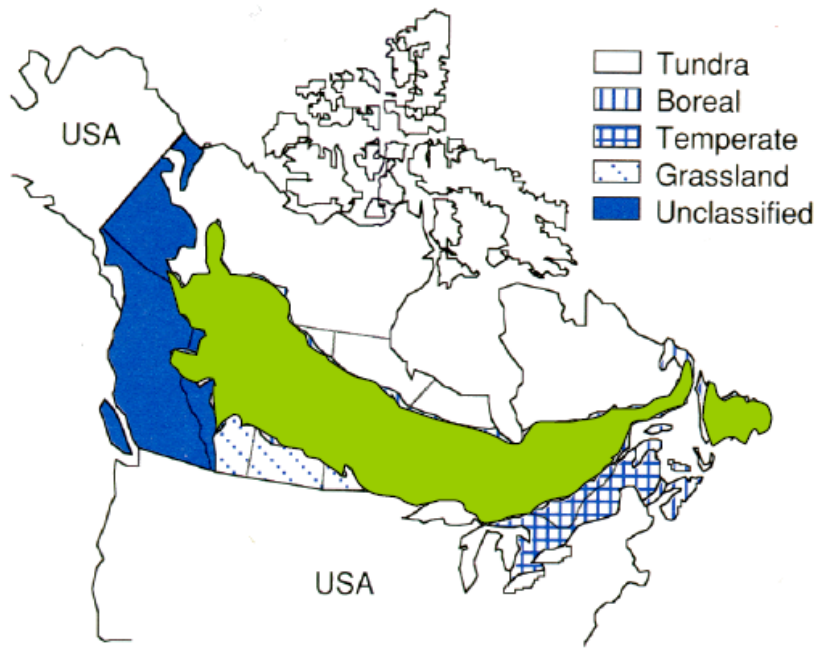 USA
Tundra
Boreal
Temperate
Grassland
Unclassified
USA